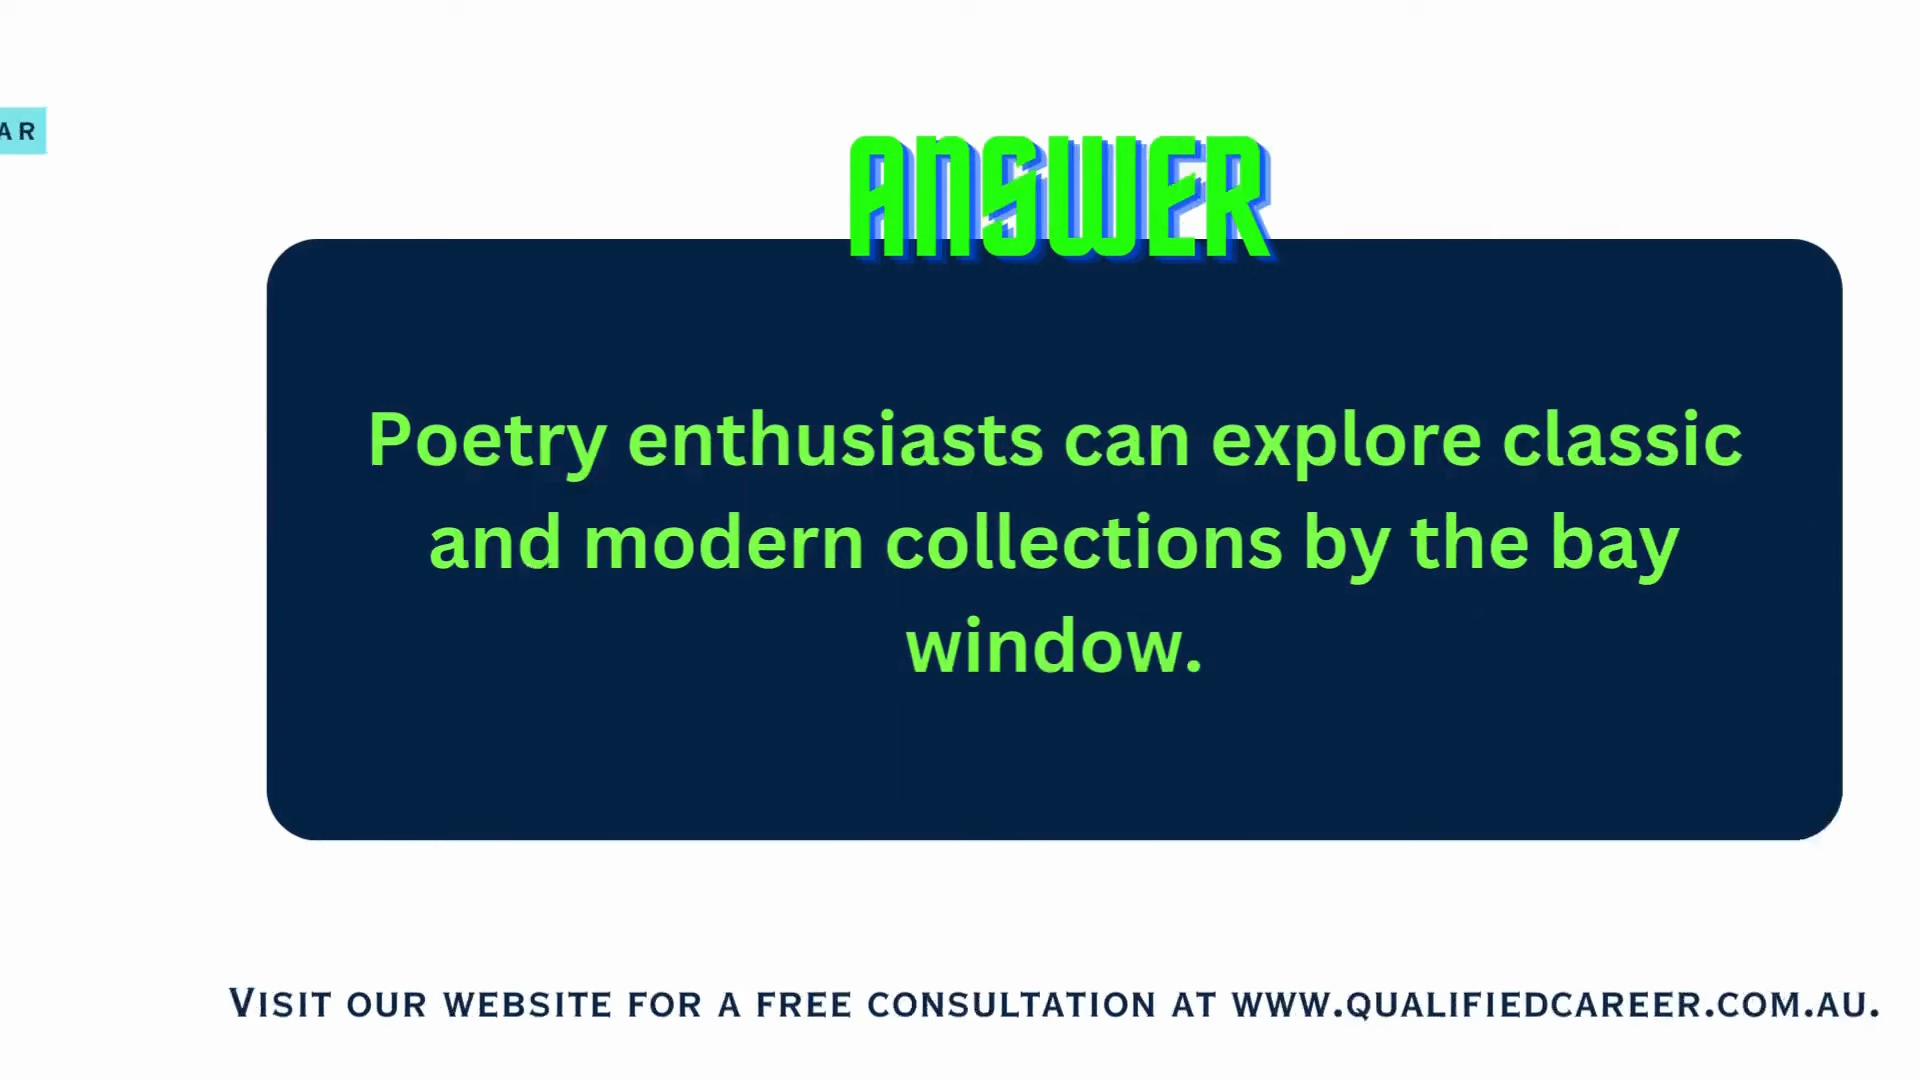 AR
ANSWER
Poetry enthusiasts can explore classic
and modern collections by the bay
window.
Visit our website for a free consultation at www.qualifiedcareer.com.au.